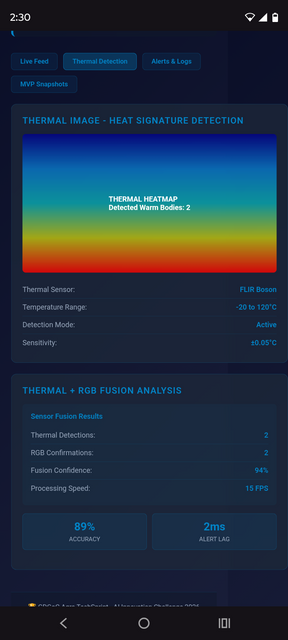 2:30
Live Feed
Thermal Detection
Alerts & Logs
MVP Snapshots
THERMAL IMAGE - HEAT SIGNATURE DETECTION
THERMAL HEATMAP
Detected Warm Bodies: 2
Thermal Sensor: FLIR Boson
Temperature Range: -20 to 120°C
Detection Mode: Active
Sensitivity: ±0.05°C
THERMAL + RGB FUSION ANALYSIS
Sensor Fusion Results
Thermal Detections: 2
RGB Confirmations: 2
Fusion Confidence: 94%
Processing Speed: 15 FPS
89%
ACCURACY
2ms
ALERT LAG